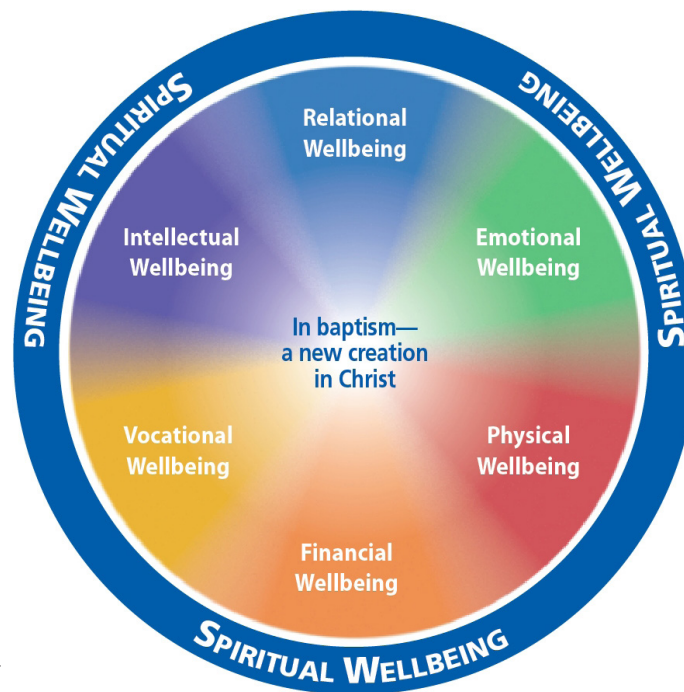 SPIRITUAL WELLBEING
SPIRITUAL WELLBEING
Relational
Wellbeing
Intellectual
Wellbeing
Emotional
Wellbeing
In baptism—
a new creation
in Christ
Vocational
Wellbeing
Physical
Wellbeing
Financial
Wellbeing
SPIRITUAL WELLBEING